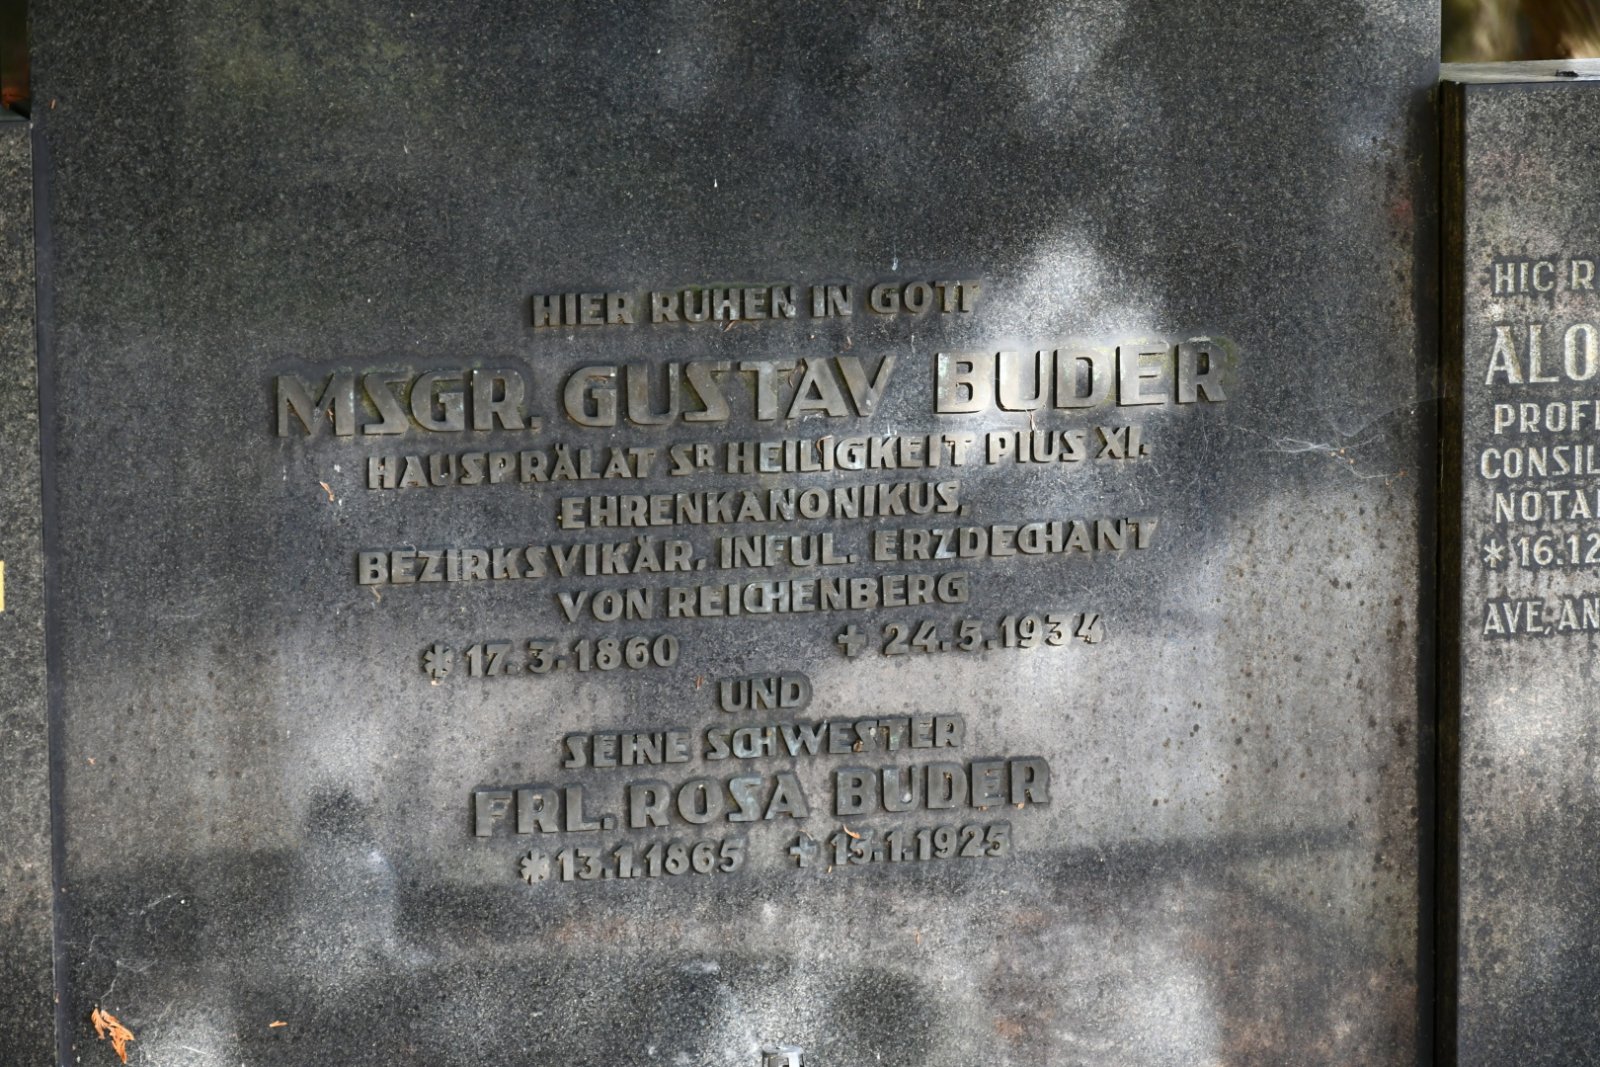 HIER RUHEN IN GOTT
MSGR. GUSTAV BUDER
HAUSPRÄLAT SR HEILIGKEIT PIUS XI.
EHRENKANONIKUS,
BEZIRKSVIKÄR, INFUL. ERZDECHANT
VON REICHENBERG
* 17.3.1860 + 24.5.1934
UND
SEINE SCHWESTER
FRL. ROSA BUDER
* 13.1.1865 + 13.1.1925
HIC R
ALO
PROF
CONSIL
NOTA
* 16.12
AVE, AN